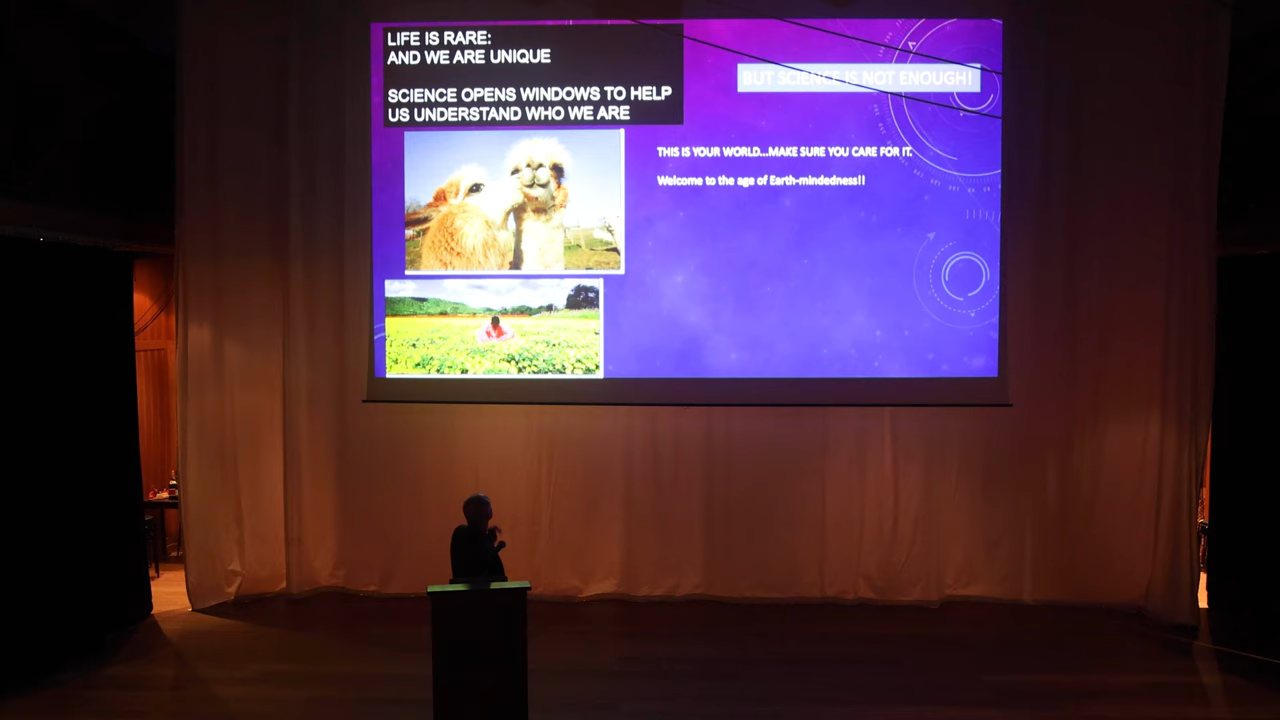 LIFE IS RARE:
AND WE ARE UNIQUE
SCIENCE OPENS WINDOWS TO HELP
US UNDERSTAND WHO WE ARE
BUT SCIENCE IS NOT ENOUGH!
THIS IS YOUR WORLD...MAKE SURE YOU CARE FOR IT.
Welcome to the age of Earth-mindedness!!